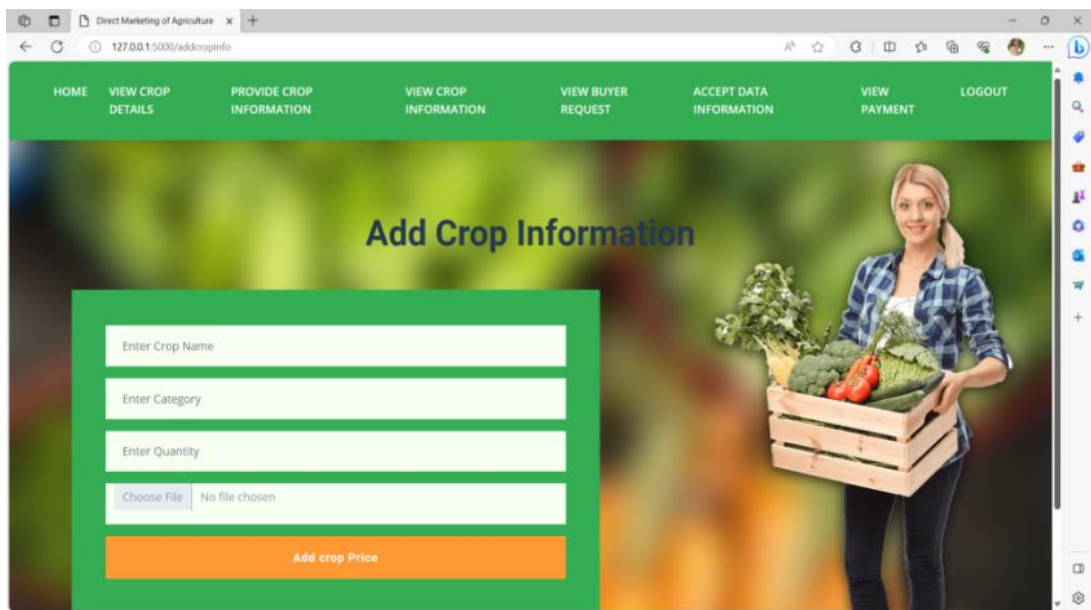 Direct Marketing of Agriculture
127.0.0.1:5000/addcropinfo
HOME
VIEW CROP
DETAILS
PROVIDE CROP
INFORMATION
VIEW CROP
INFORMATION
VIEW BUYER
REQUEST
ACCEPT DATA
INFORMATION
VIEW
PAYMENT
LOGOUT
Add Crop Information
Enter Crop Name
Enter Category
Enter Quantity
Choose File No file chosen
Add crop Price